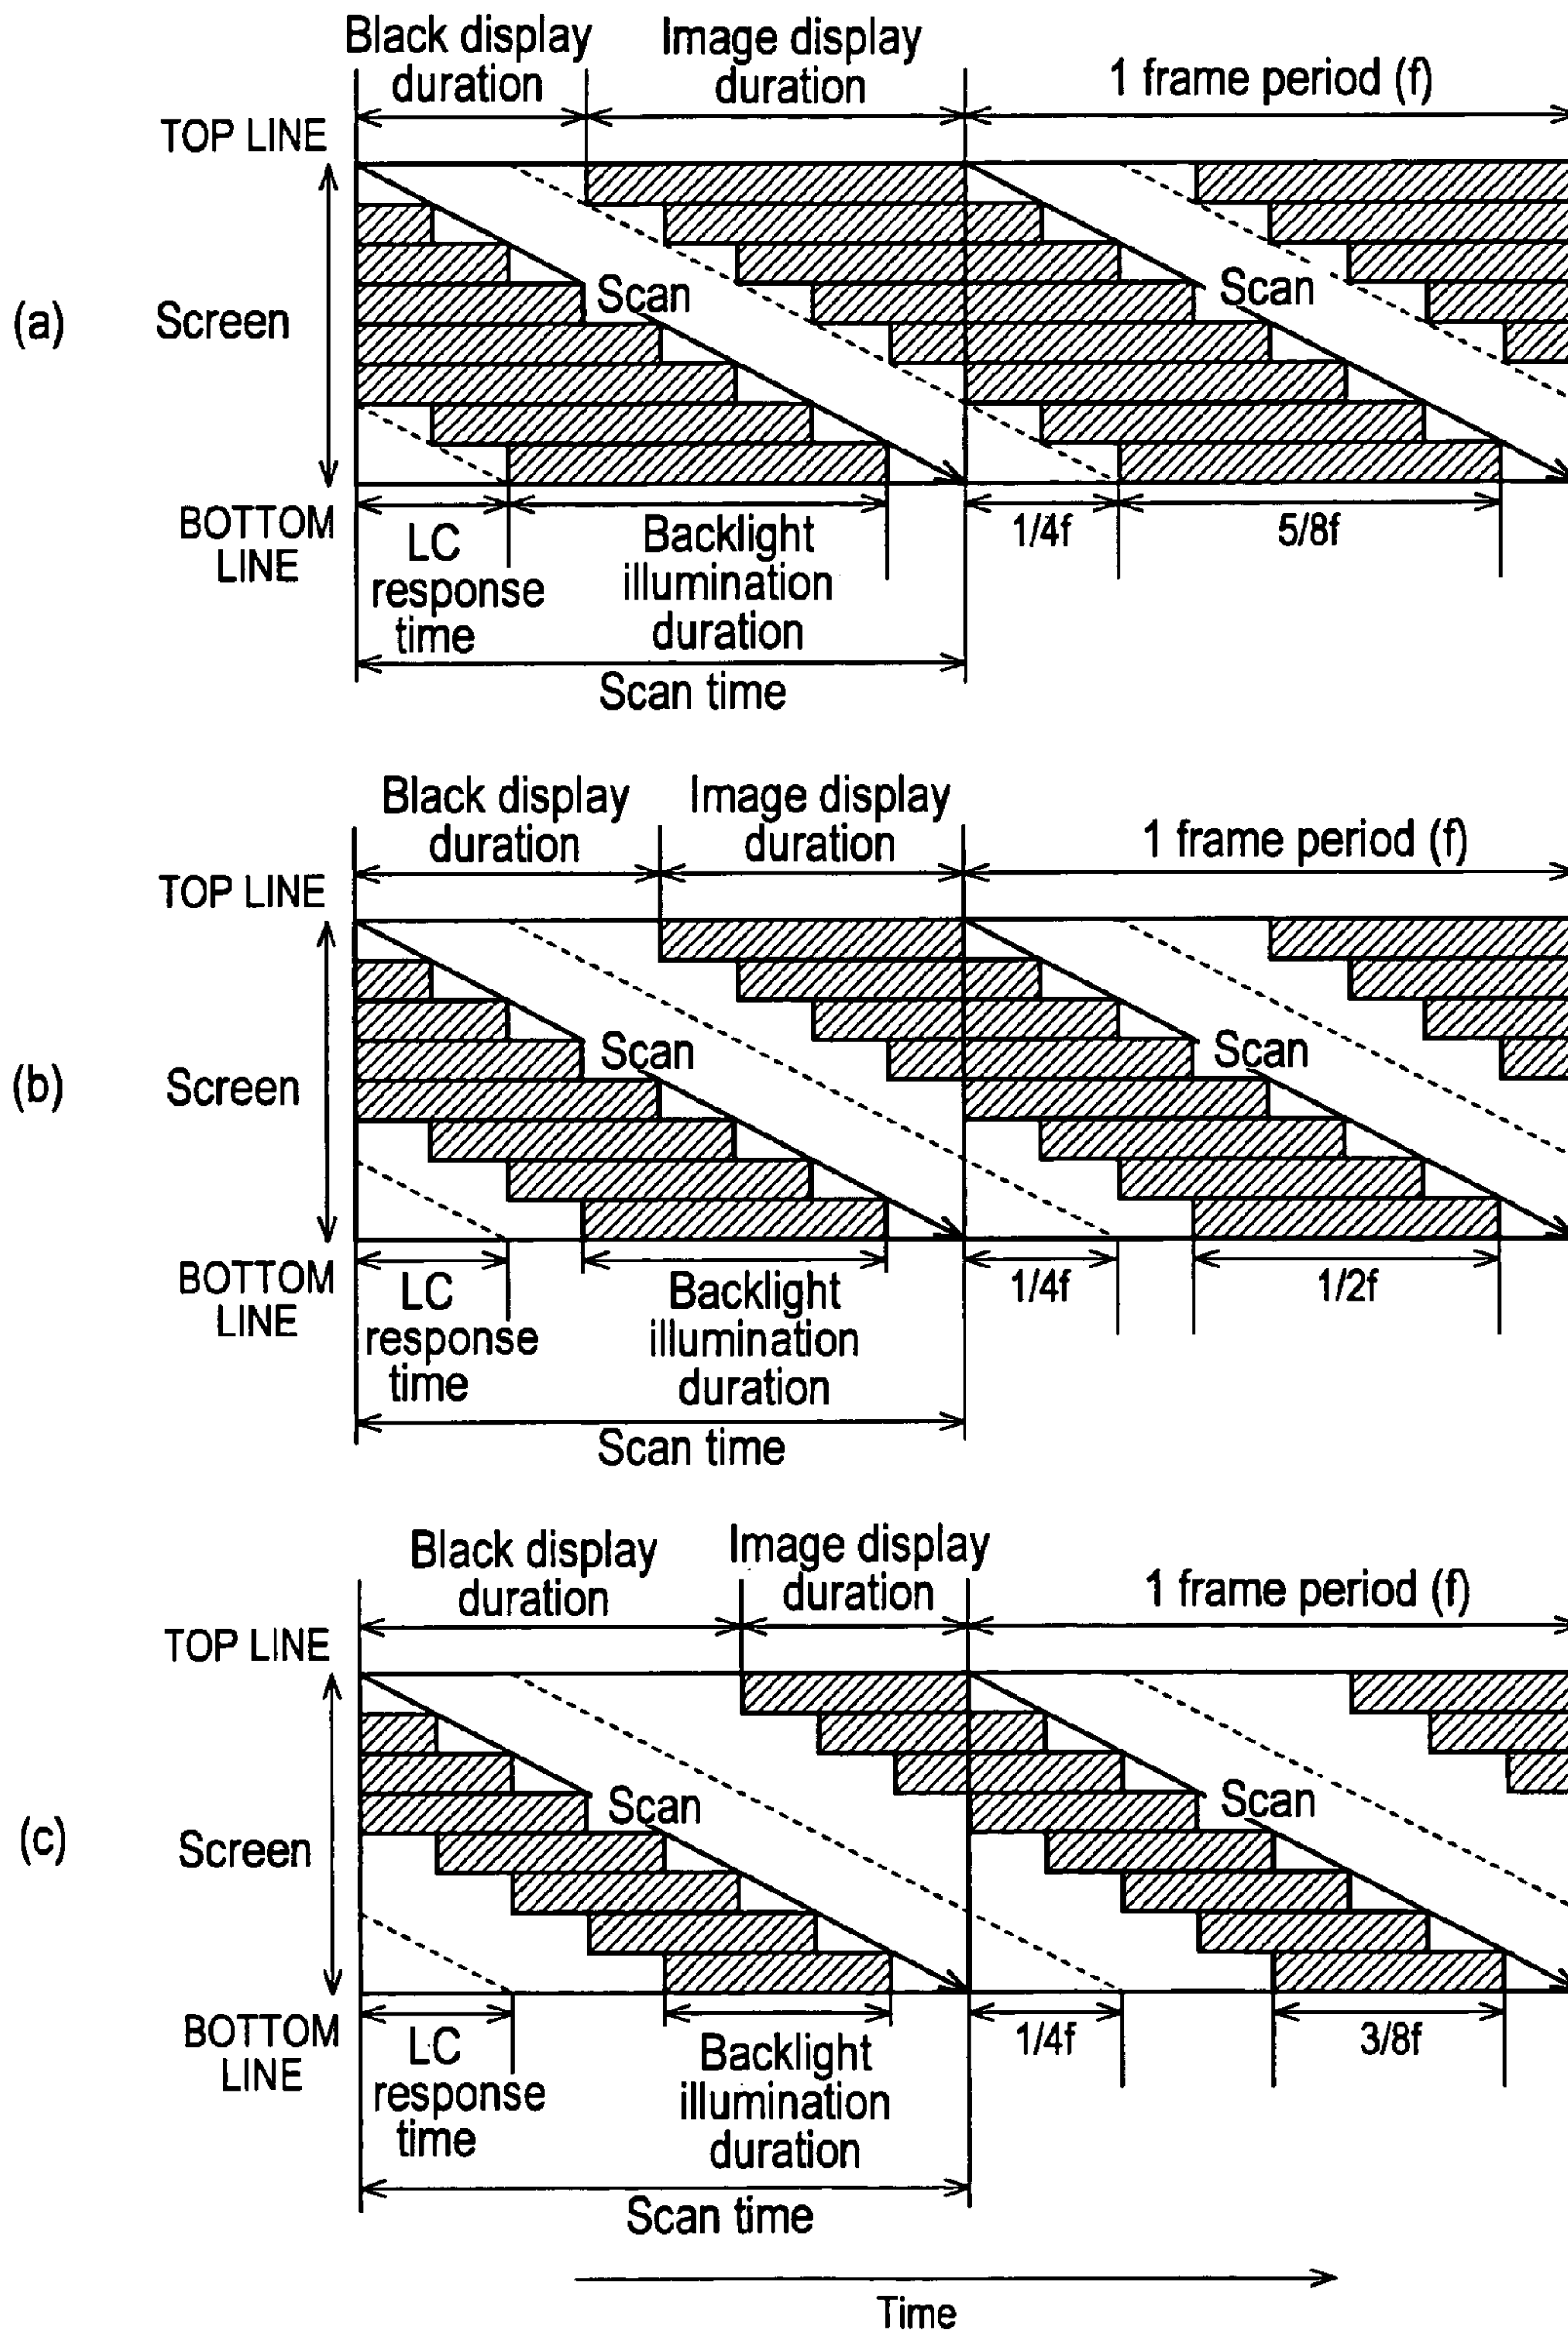 Black display
duration
Image display
duration
1 frame period (f)
TOP LINE
(a)
Screen
Scan
Scan
BOTTOM
LINE
LC
response
time
Backlight
illumination
duration
1/4f
5/8f
Scan time
Black display
duration
Image display
duration
1 frame period (f)
TOP LINE
(b)
Screen
Scan
Scan
BOTTOM
LINE
LC
response
time
Backlight
illumination
duration
1/4f
1/2f
Scan time
Black display
duration
Image display
duration
1 frame period (f)
TOP LINE
(c)
Screen
Scan
Scan
BOTTOM
LINE
LC
response
time
Backlight
illumination
duration
1/4f
3/8f
Scan time
Time